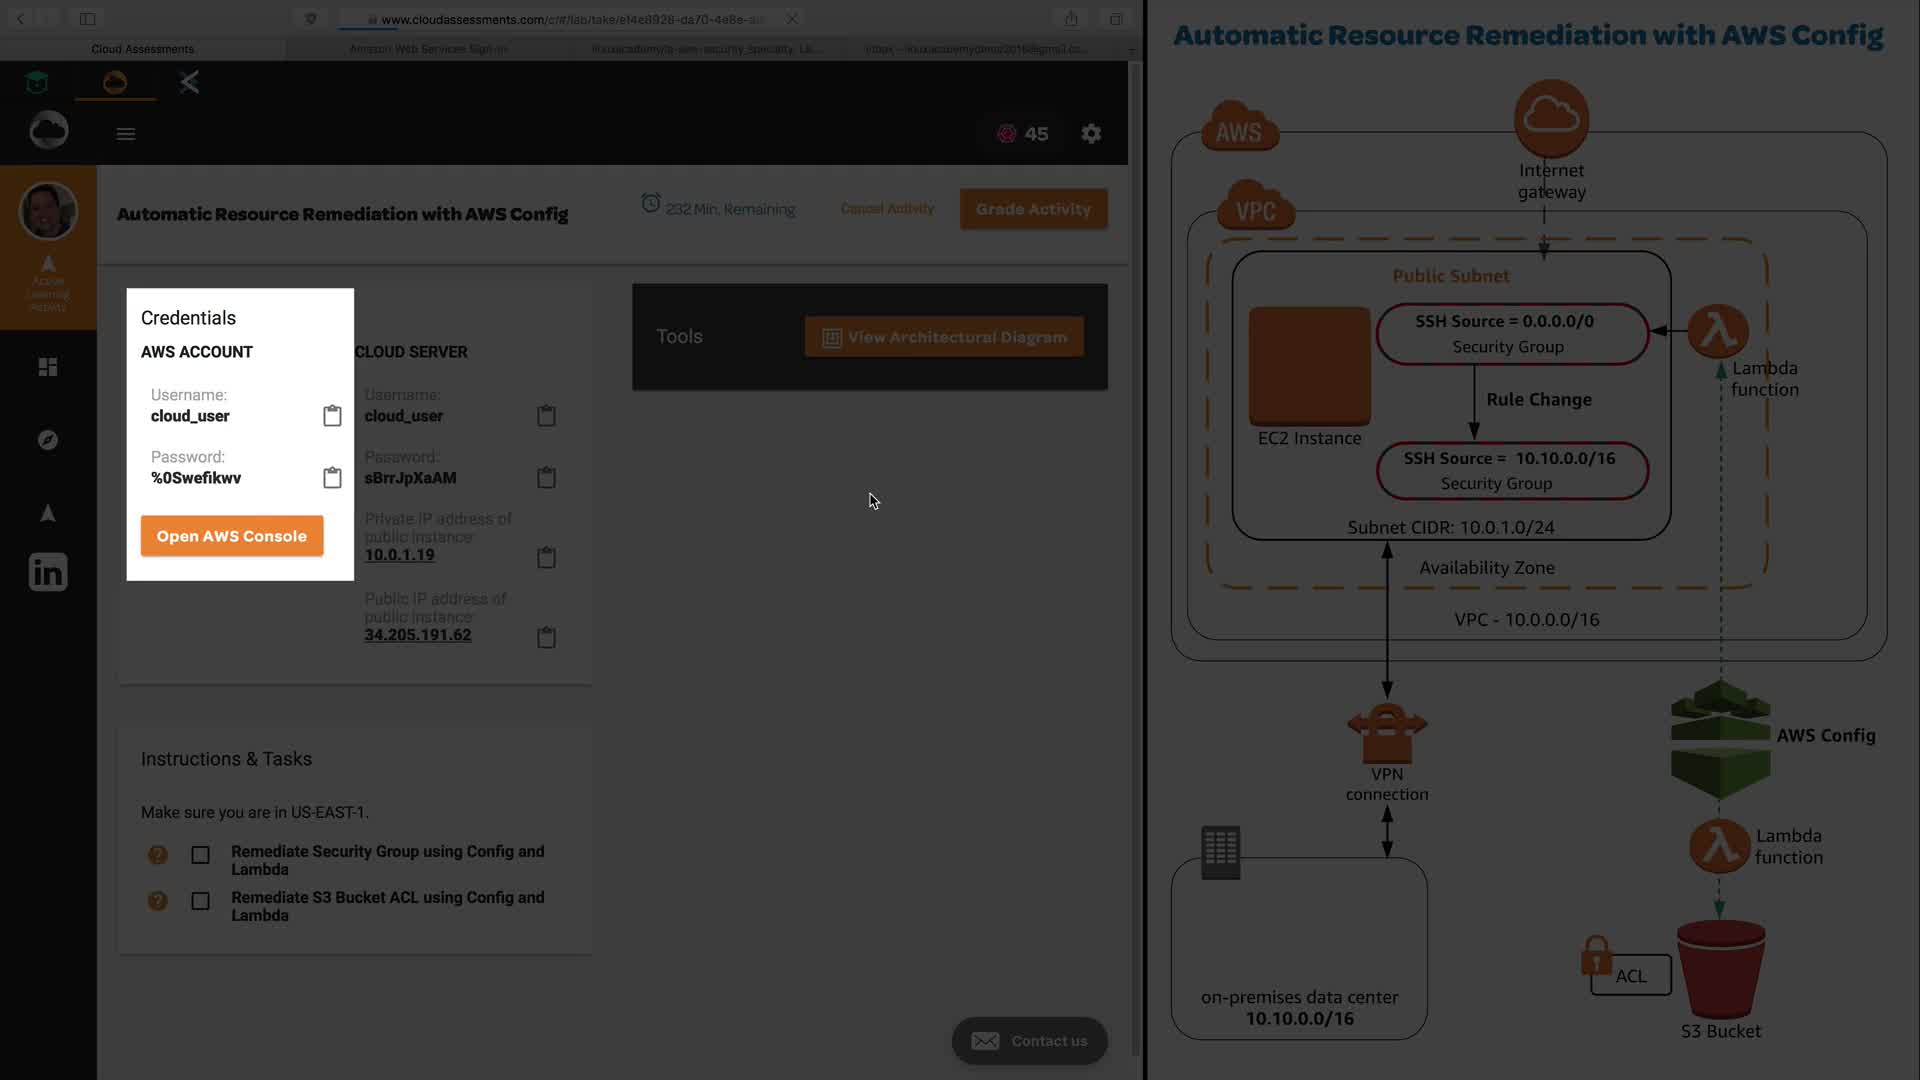 www.cloudassessments.com/c/#/lab/take/ef4e8928-da70-4e8e-a
Cloud Assessments
Amazon Web Services Sign-In
Automatic Resource Remediation with AWS Config
45
Automatic Resource Remediation with AWS Config
232 Min. Remaining
Cancel Activity
Grade Activity
Active
Learning
Activity
Credentials
AWS ACCOUNT
Username:
cloud_user
Password:
%0Swefikwv
Open AWS Console
CLOUD SERVER
Username:
cloud_user
Password:
sBrrJpXaAM
Private IP address of
public instance:
10.0.1.19
Public IP address of
public instance:
34.205.191.62
Tools
View Architectural Diagram
in
Instructions & Tasks
Make sure you are in US-EAST-1.
? Remediate Security Group using Config and
Lambda
? Remediate S3 Bucket ACL using Config and
Lambda
Contact us
AWS
Internet
gateway
VPC
Public Subnet
SSH Source = 0.0.0.0/0
Security Group
Lambda
function
Rule Change
EC2 Instance
SSH Source = 10.10.0.0/16
Security Group
Subnet CIDR: 10.0.1.0/24
Availability Zone
VPC - 10.0.0.0/16
AWS Config
VPN
connection
Lambda
function
ACL
on-premises data center
10.10.0.0/16
S3 Bucket